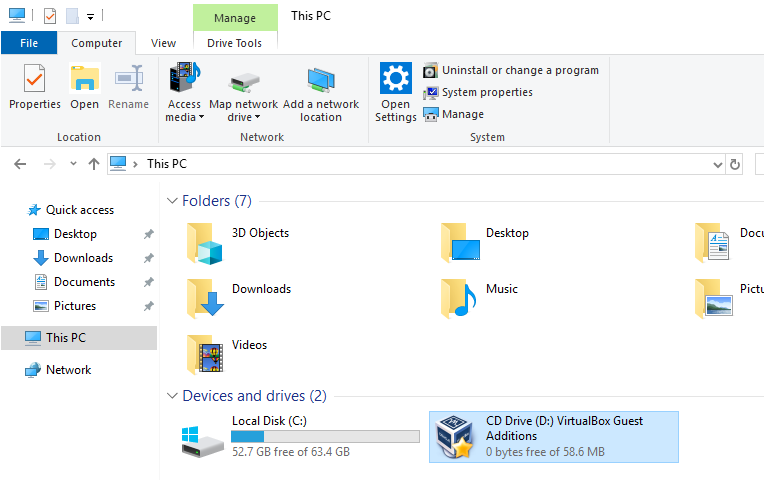 Manage
This PC
File
Computer
View
Drive Tools
Properties
Open
Rename
Access media
Map network drive
Add a network location
Open Settings
Uninstall or change a program
System properties
Manage
Location
Network
System
This PC
Quick access
Desktop
Downloads
Documents
Pictures
This PC
Network
Folders (7)
3D Objects
Desktop
Docu
Downloads
Music
Pictu
Videos
Devices and drives (2)
Local Disk (C:)
52.7 GB free of 63.4 GB
CD Drive (D:) VirtualBox Guest
Additions
0 bytes free of 58.6 MB